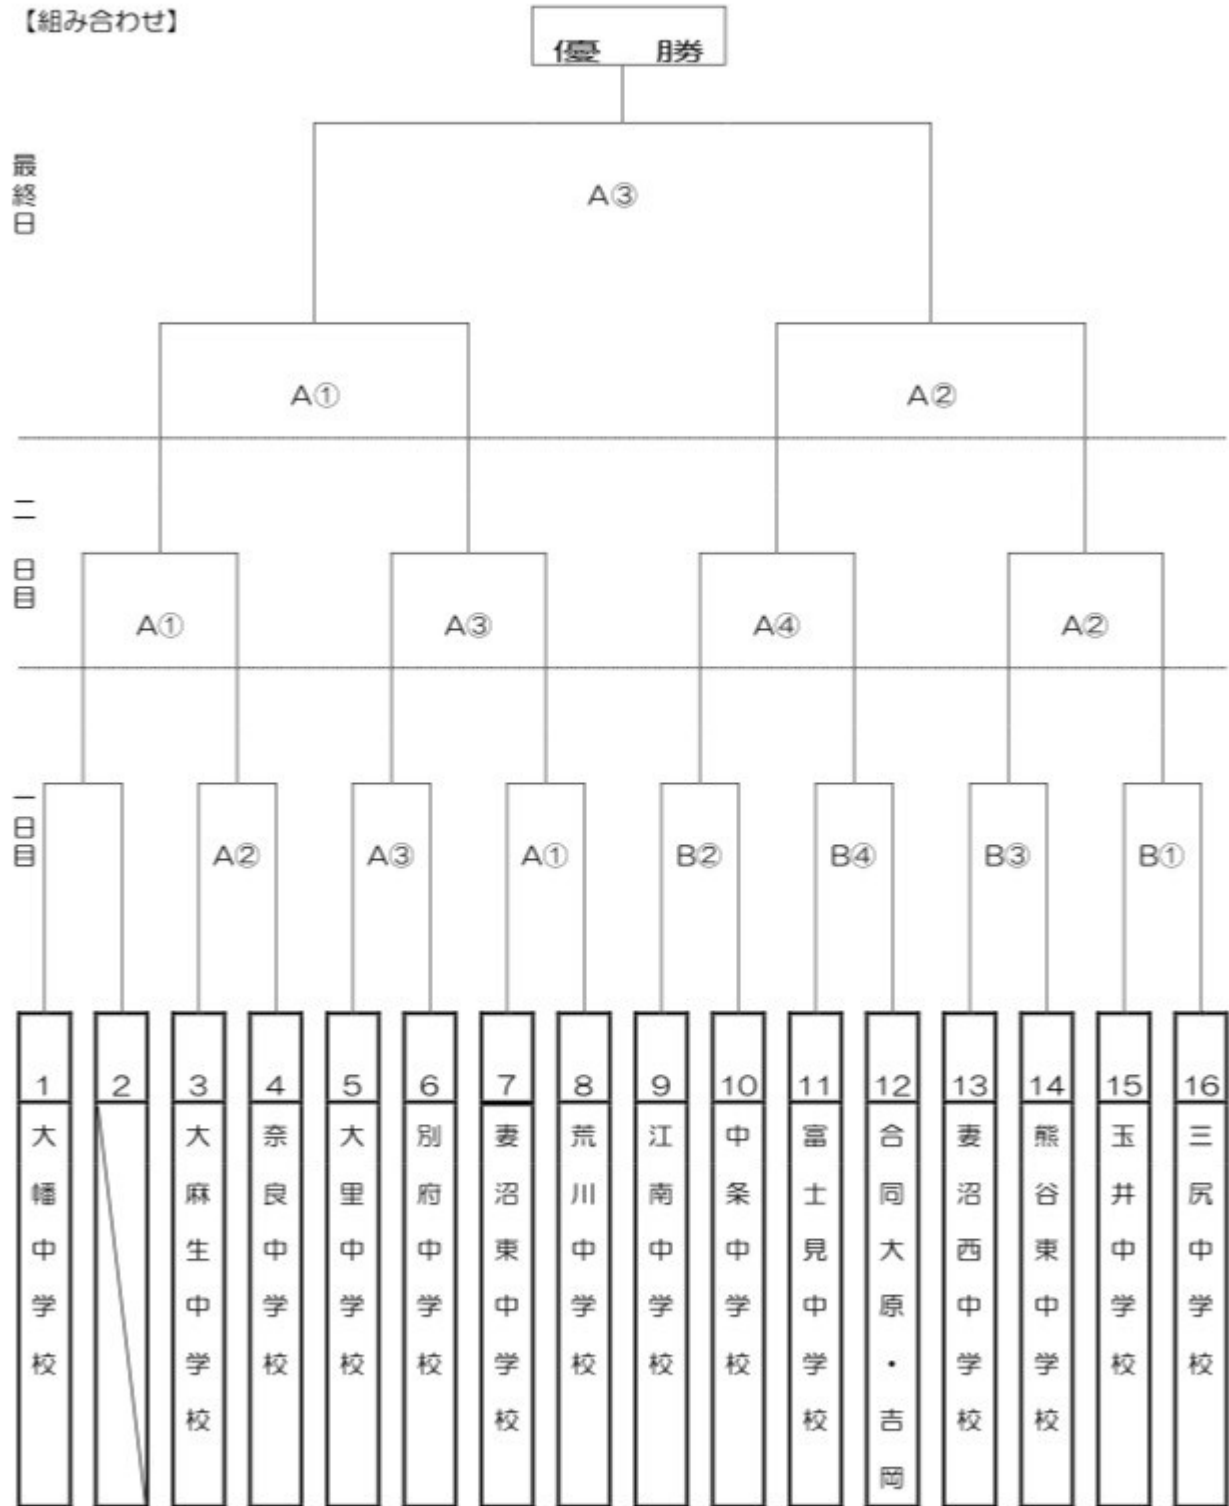 【組み合わせ】
優　勝
最終日
A③
A①
A②
二日目
A①
A③
A④
A②
一日目
A②
A③
A①
B②
B④
B③
B①
1
2
3
4
5
6
7
8
9
10
11
12
13
14
15
16
大幡中学校
大麻生中学校
奈良中学校
大里中学校
別府中学校
妻沼東中学校
荒川中学校
江南中学校
中条中学校
富士見中学校
合同大原・吉岡
妻沼西中学校
熊谷東中学校
玉井中学校
三尻中学校